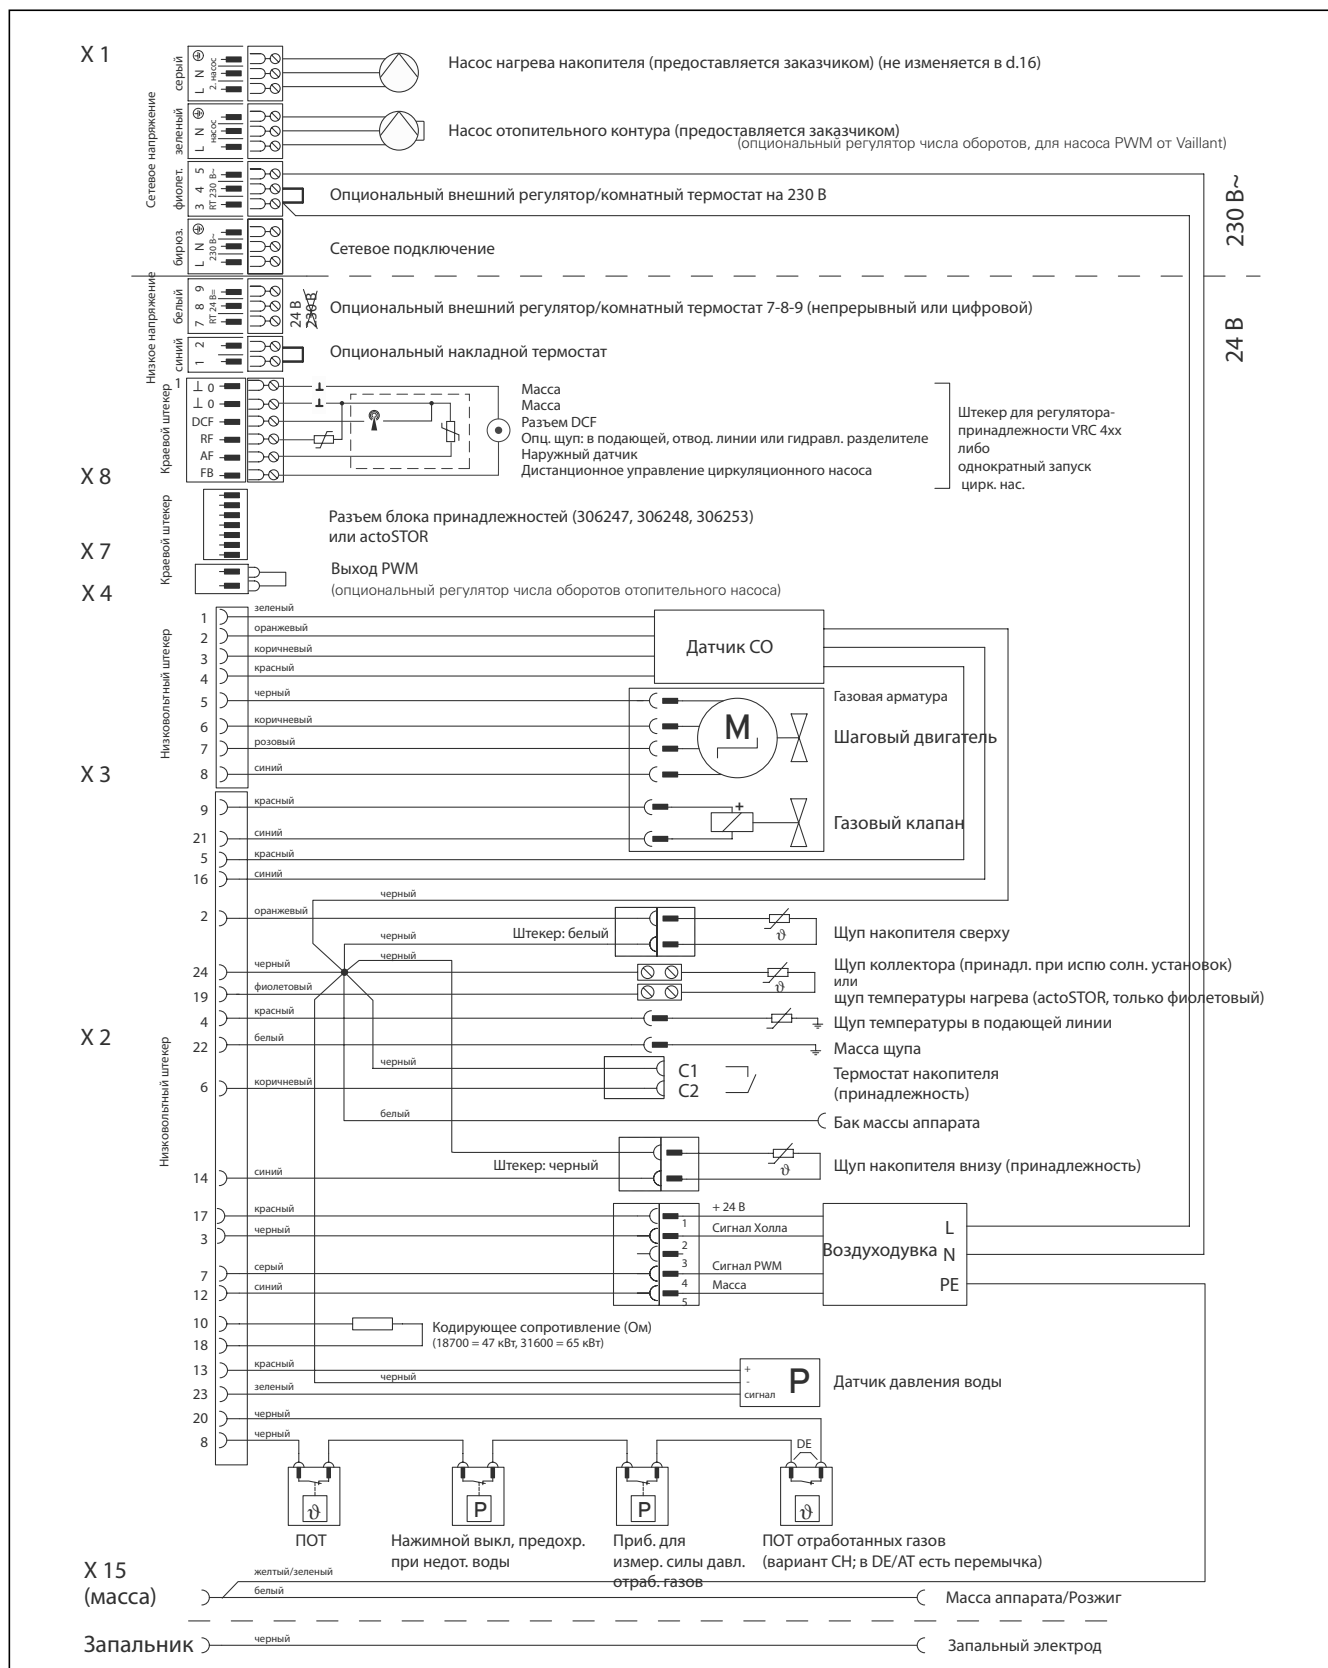 X 1
Сетевое напряжение
серый
L N
2. насос
Насос нагрева накопителя (предоставляется заказчиком) (не изменяется в d.16)
зеленый
L N
насос
Насос отопительного контура (предоставляется заказчиком)
(опциональный регулятор числа оборотов, для насоса PWM от Vaillant)
фиолет.
3 4 5
RT 230 В~
Опциональный внешний регулятор/комнатный термостат на 230 В
230 В~
бирюз.
L N
230 В~
Сетевое подключение
Низкое напряжение
белый
7 8 9
RT 24 В=
24 В
230 В
Опциональный внешний регулятор/комнатный термостат 7-8-9 (непрерывный или цифровой)
24 В
синий
1 2
Опциональный накладной термостат
Краевой штекер
1
0
Масса
0
Масса
DCF
Разъем DCF
RF
Опц. щуп: в подающей, отвод. линии или гидравл. разделителе
AF
Наружный датчик
FB
Дистанционное управление циркуляционного насоса
Штекер для регулятора-
принадлежности VRC 4xx
либо
однократный запуск
цирк. нас.
X 8
Краевой штекер
Разъем блока принадлежностей (306247, 306248, 306253)
или actoSTOR
X 7
Выход PWM
(опциональный регулятор числа оборотов отопительного насоса)
X 4
Низковольтный штекер
1 зеленый
2 оранжевый
3 коричневый
4 красный
Датчик CO
5 черный
Газовая арматура
6 коричневый
7 розовый
M
Шаговый двигатель
8 синий
X 3
9 красный
+
Газовый клапан
21 синий
5 красный
16 синий
черный
2 оранжевый
Штекер: белый
ϑ
Щуп накопителя сверху
черный
черный
24 черный
Щуп коллектора (принадл. при испю солн. установок)
или
19 фиолетовый
ϑ
щуп температуры нагрева (actoSTOR, только фиолетовый)
4 красный
Щуп температуры в подающей линии
X 2
Низковольтный штекер
22 белый
Масса щупа
черный
C1
C2
Термостат накопителя
(принадлежность)
6 коричневый
белый
Бак массы аппарата
Штекер: черный
ϑ
Щуп накопителя внизу (принадлежность)
14 синий
17 красный
+ 24 В
1
3 черный
Сигнал Холла
2
Воздуходувка
L
N
PE
3
7 серый
Сигнал PWM
4
12 синий
Масса
5
10
Кодирующее сопротивление (Ом)
18
(18700 = 47 кВт, 31600 = 65 кВт)
13 красный
черный
+
-
сигнал
P
Датчик давления воды
23 зеленый
20 черный
8 черный
DE
ϑ
P
P
ϑ
ПОТ
Нажимной выкл, предохр.
при недот. воды
Приб. для
измер. силы давл.
отраб. газов
ПОТ отработанных газов
(вариант CH; в DE/AT есть перемычка)
X 15
(масса)
желтый/зеленый
белый
Масса аппарата/Розжиг
Запальник
черный
Запальный электрод